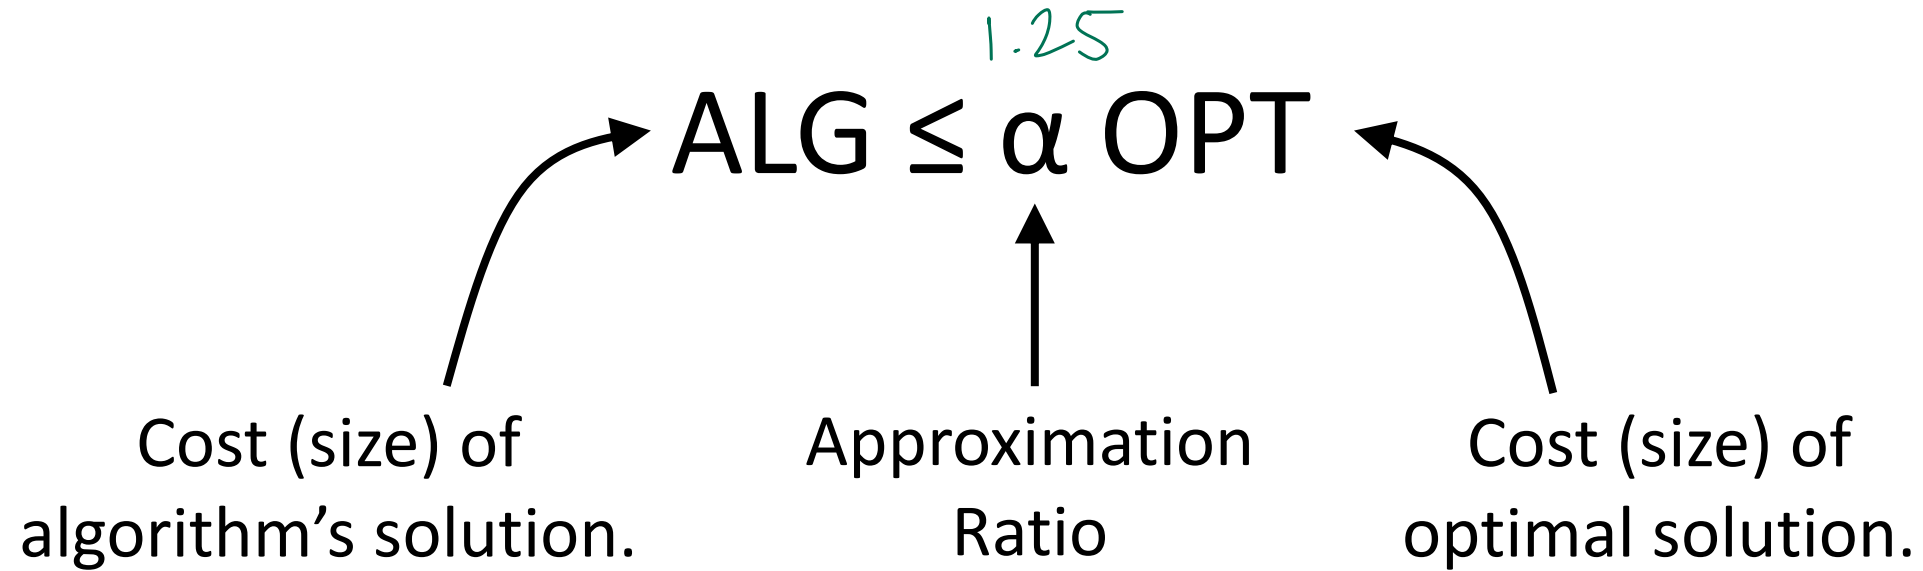 1.25
ALG ≤ α OPT
Cost (size) of
algorithm’s solution.
Approximation
Ratio
Cost (size) of
optimal solution.